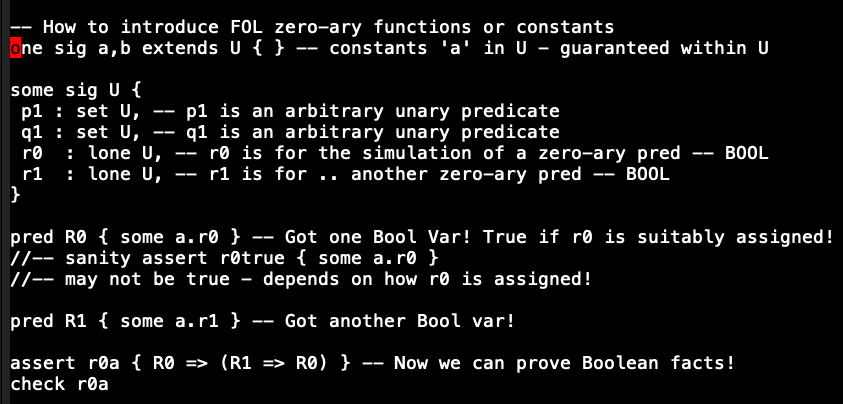 -- How to introduce FOL zero-ary functions or constants
one sig a,b extends U { } -- constants 'a' in U - guaranteed within U
some sig U {
p1 : set U, -- p1 is an arbitrary unary predicate
q1 : set U, -- q1 is an arbitrary unary predicate
r0  : lone U, -- r0 is for the simulation of a zero-ary pred -- BOOL
r1  : lone U, -- r1 is for .. another zero-ary pred -- BOOL
}
pred R0 { some a.r0 } -- Got one Bool Var! True if r0 is suitably assigned!
//-- sanity assert r0true { some a.r0 }
//-- may not be true - depends on how r0 is assigned!
pred R1 { some a.r1 } -- Got another Bool var!
assert r0a { R0 => (R1 => R0) } -- Now we can prove Boolean facts!
check r0a